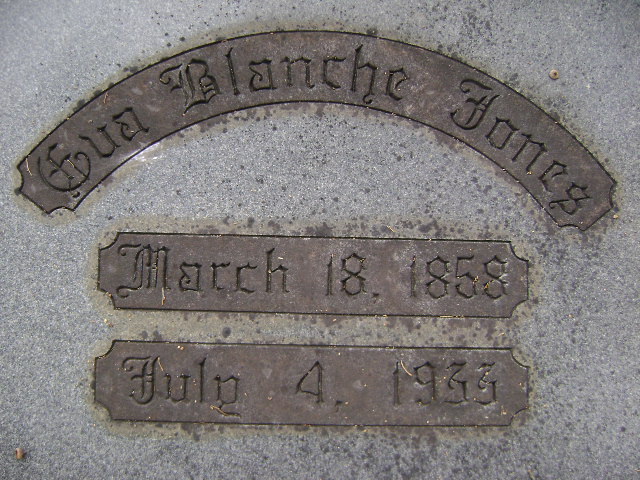 Eva Blanche Jones
March 18, 1858
July 4, 1933